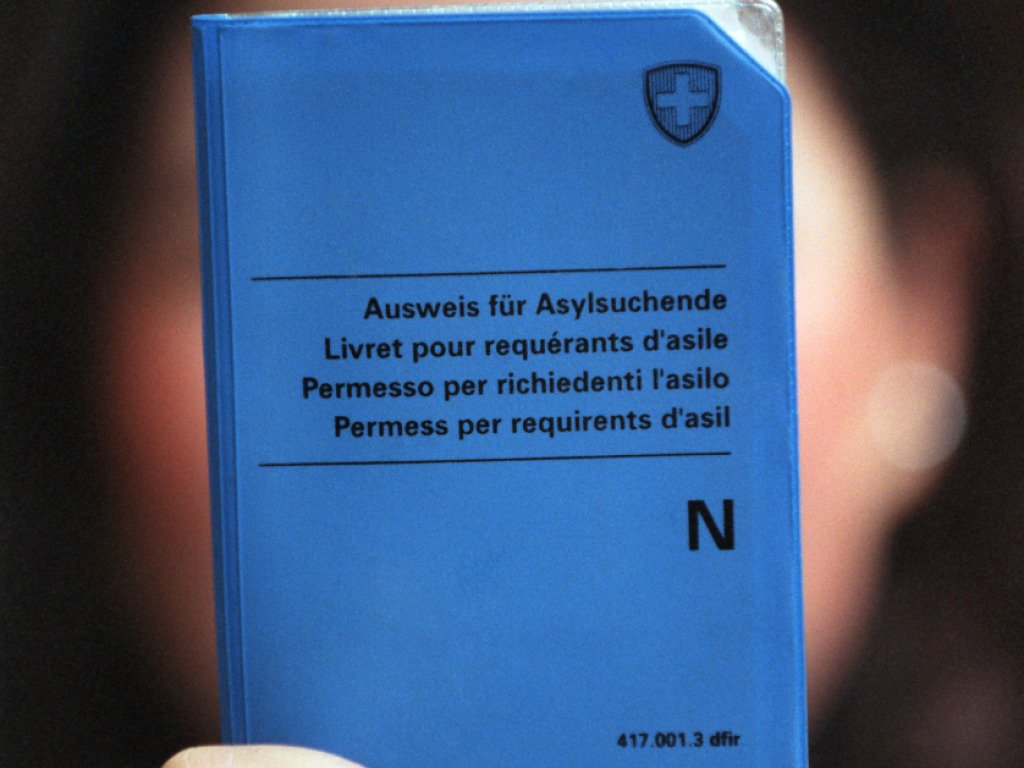 Ausweis für Asylsuchende
Livret pour requérants d'asile
Permesso per richiedenti l'asilo
Permess per requirents d'asil
N
417.001.3 dfir